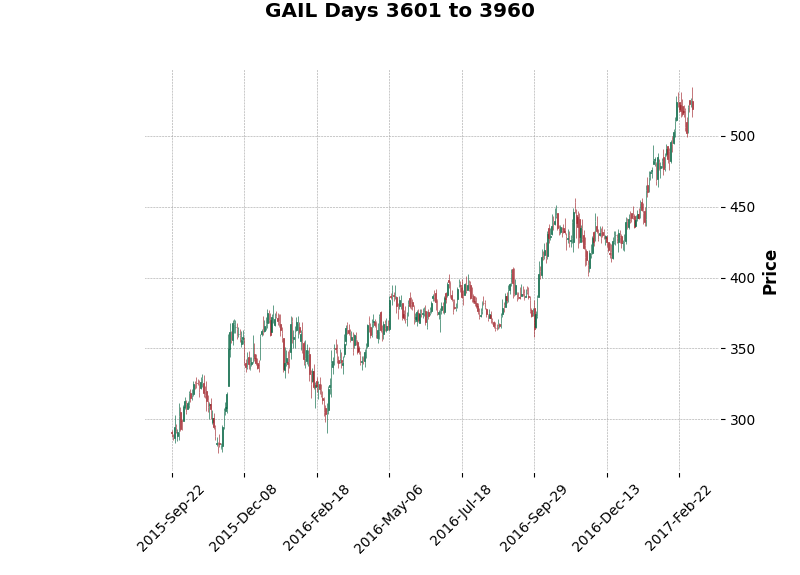 GAIL Days 3601 to 3960
500
450
400
350
300
Price
2015-Sep-22
2015-Dec-08
2016-Feb-18
2016-May-06
2016-Jul-18
2016-Sep-29
2016-Dec-13
2017-Feb-22